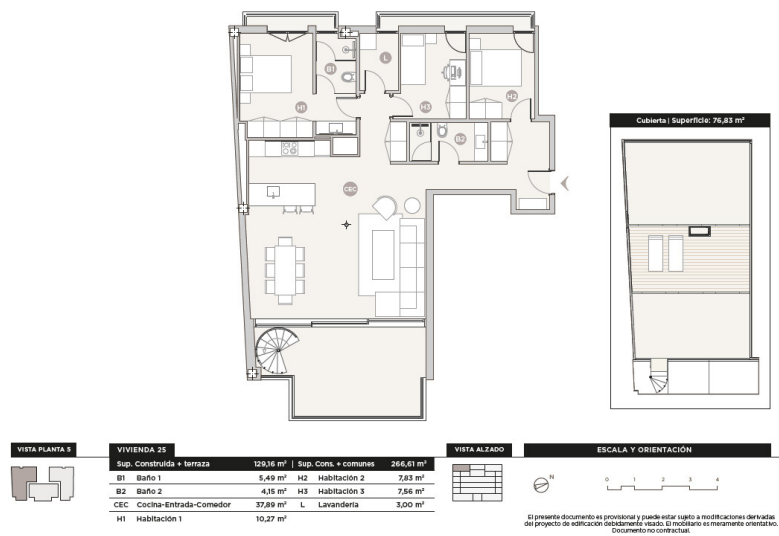 B1
L
H1
H3
H2
B2
CEC
Cubierta | Superficie: 76,83 m²
VISTA PLANTA 5
VIVIENDA 25
Sup. Construida + terraza 129,16 m² | Sup. Cons. + comunes 266,61 m²
B1 Baño 1 5,49 m² H2 Habitación 2 7,83 m²
B2 Baño 2 4,15 m² H3 Habitación 3 7,56 m²
CEC Cocina-Entrada-Comedor 37,89 m² L Lavandería 3,00 m²
H1 Habitación 1 10,27 m²
VISTA ALZADO
ESCALA Y ORIENTACIÓN
N
0 1 2 3 4
El presente documento es provisional y puede estar sujeto a modificaciones derivadas
del proyecto de edificación debidamente visado. El mobiliario es meramente orientativo.
Documento no contractual.